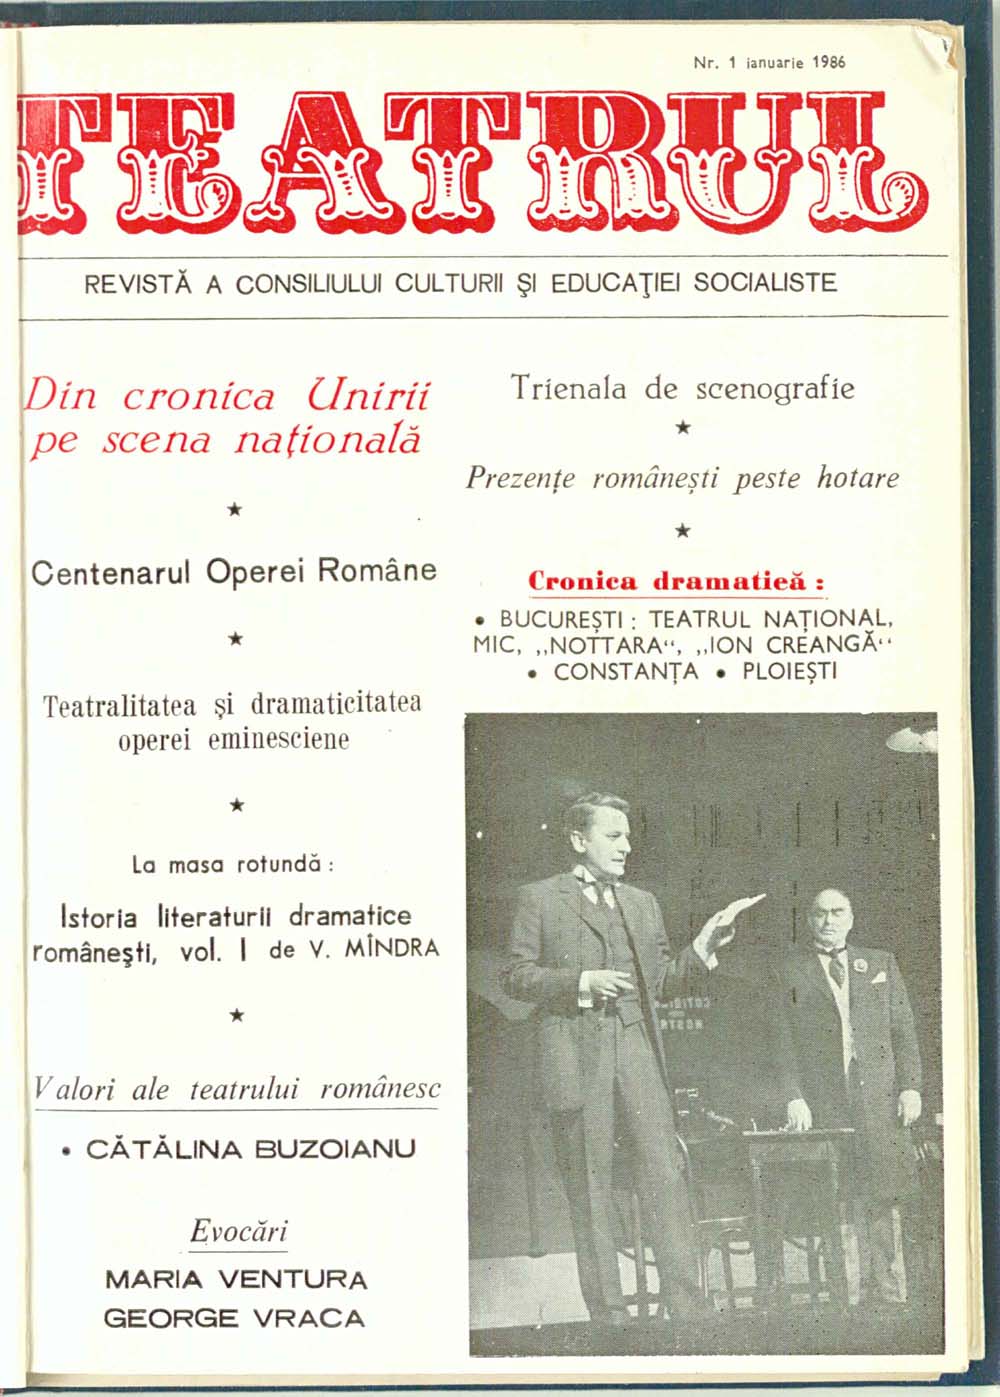 Nr. 1 ianuarie 1986
TEATRUL
REVISTĂ A CONSILIULUI CULTURII ŞI EDUCAŢIEI SOCIALISTE
Din cronica Unirii
pe scena naţională
★
Centenarul Operei Române
★
Teatralitatea şi dramaticitatea
operei eminesciene
★
La masa rotundă :
Istoria literaturii dramatice
româneşti, vol. I de V. MÎNDRA
★
Valori ale teatrului românesc
• CĂTĂLINA BUZOIANU
Evocări
MARIA VENTURA
GEORGE VRACA
Trienala de scenografie
★
Prezenţe româneşti peste hotare
★
Cronica dramatică :
• BUCUREŞTI : TEATRUL NAŢIONAL,
MIC, „NOTTARA“, „ION CREANGĂ“
• CONSTANŢA • PLOIEŞTI